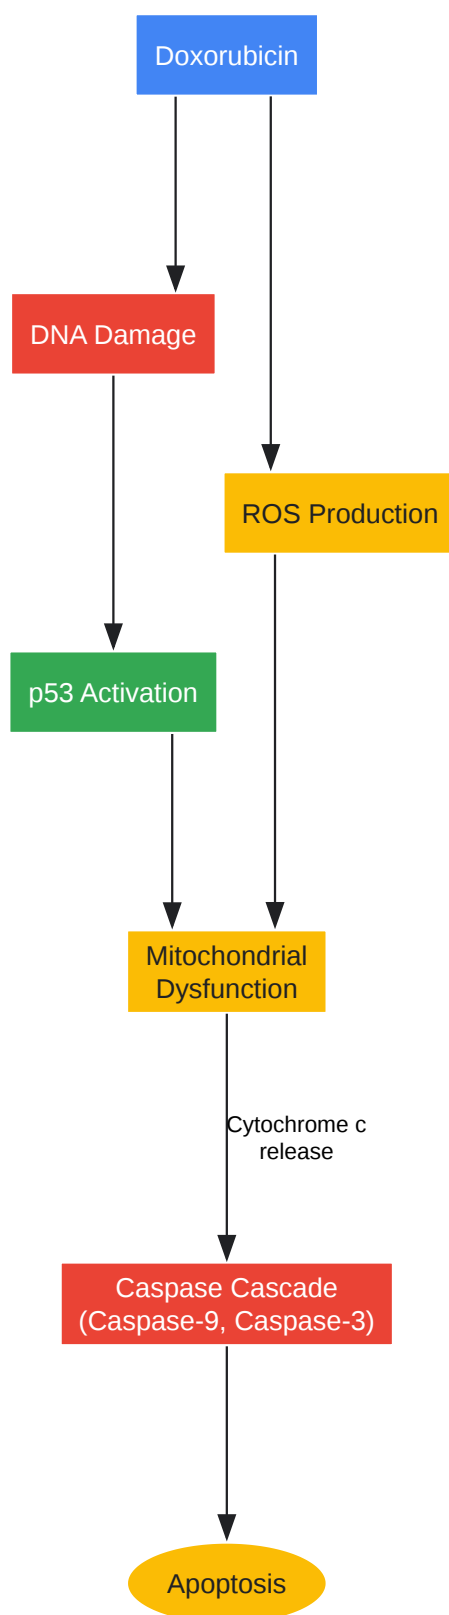 Doxorubicin
DNA Damage
ROS Production
p53 Activation
Mitochondrial
Dysfunction
Cytochrome c
release
Caspase Cascade
(Caspase-9, Caspase-3)
Apoptosis